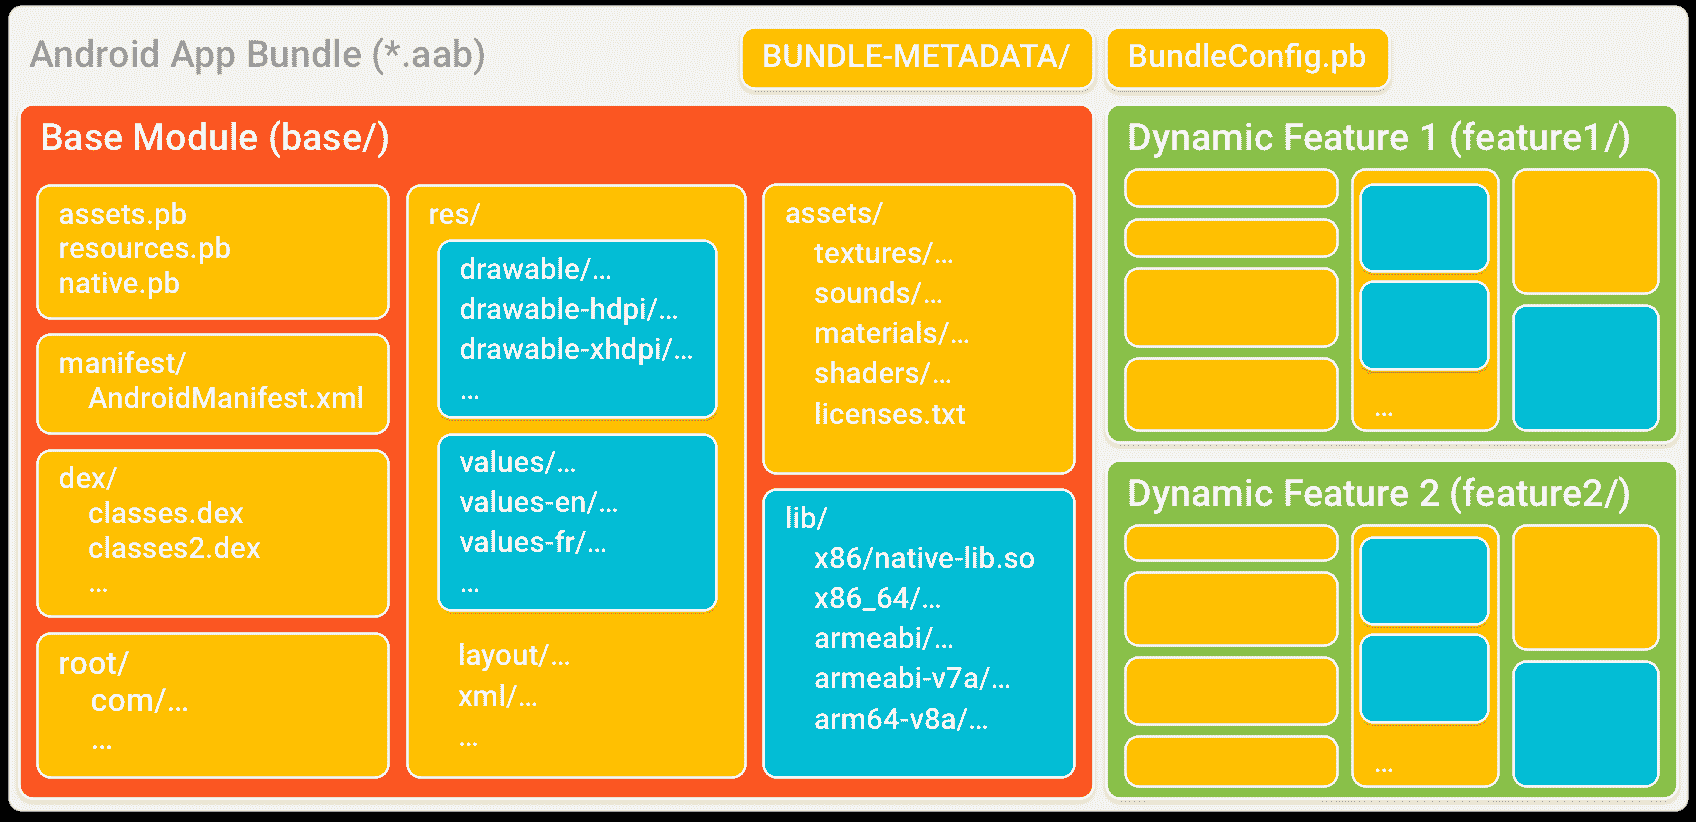 Android App Bundle (*.aab)
BUNDLE-METADATA/
BundleConfig.pb
Base Module (base/)
assets.pb
resources.pb
native.pb
manifest/
AndroidManifest.xml
dex/
classes.dex
classes2.dex
...
root/
com/...
...
res/
drawable/...
drawable-hdpi/...
drawable-xhdpi/...
...
values/...
values-en/...
values-fr/...
...
layout/...
xml/...
...
assets/
textures/...
sounds/...
materials/...
shaders/...
licenses.txt
lib/
x86/native-lib.so
x86_64/...
armeabi/...
armeabi-v7a/...
arm64-v8a/...
Dynamic Feature 1 (feature1/)
...
Dynamic Feature 2 (feature2/)
...